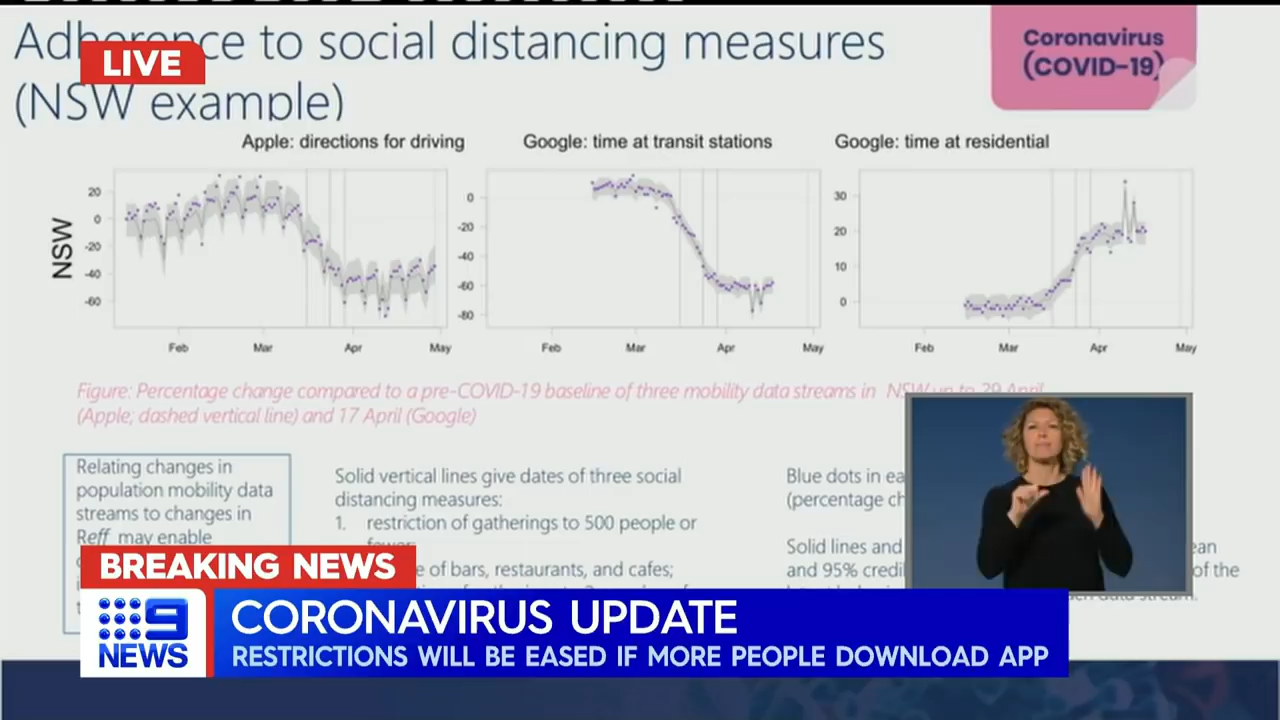 Adherence to social distancing measures
(NSW example)
LIVE
Coronavirus
(COVID-19)
Apple: directions for driving
Google: time at transit stations
Google: time at residential
NSW
20
0
-20
-40
-60
Feb Mar Apr May
0
-20
-40
-60
-80
Feb Mar Apr May
30
20
10
0
Feb Mar Apr May
Figure: Percentage change compared to a pre-COVID-19 baseline of three mobility data streams in NSW up to 29 April
(Apple; dashed vertical line) and 17 April (Google)
Relating changes in
population mobility data
streams to changes in
Reff may enable
Solid vertical lines give dates of three social
distancing measures:
1. restriction of gatherings to 500 people or
fewer;
of bars, restaurants, and cafes;
Blue dots in ea
(percentage ch
Solid lines and ean
and 95% credi of the
data stream.
BREAKING NEWS
9
NEWS
CORONAVIRUS UPDATE
RESTRICTIONS WILL BE EASED IF MORE PEOPLE DOWNLOAD APP